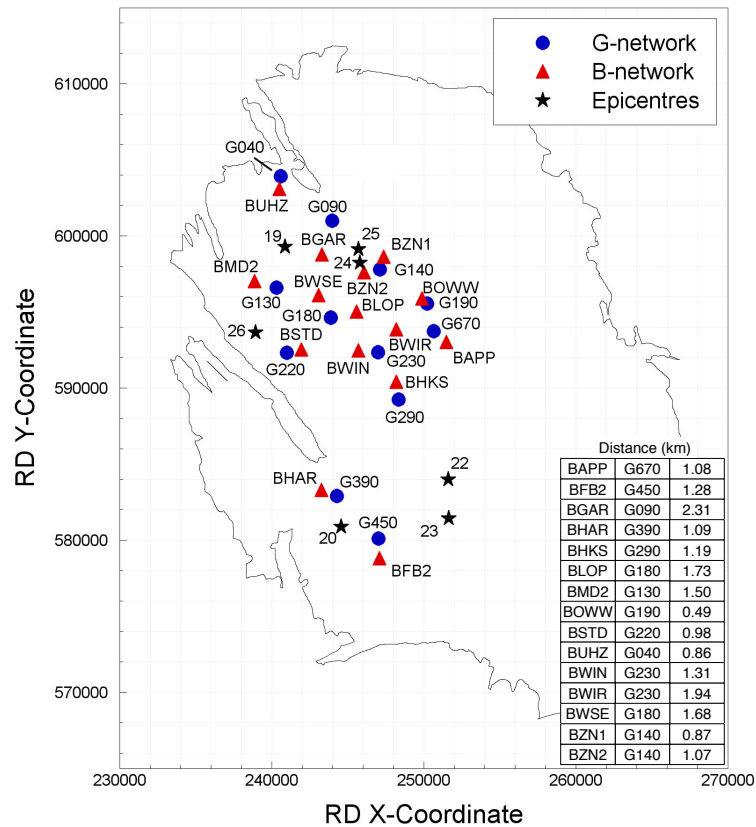 G-network
B-network
Epicentres
610000
600000
590000
580000
570000
RD Y-Coordinate
G040
BUHZ
G090
19
25
BGAR
BZN1
24
BMD2
G140
BWSE
BZN2
BOWW
G130
BLOP
G190
G180
G670
26
BSTD
BWIR
BAPP
G220
BWIN
G230
BHKS
G290
22
BHAR
G390
G450
20
23
BFB2
Distance (km)
BAPP G670 1.08
BFB2 G450 1.28
BGAR G090 2.31
BHAR G390 1.09
BHKS G290 1.19
BLOP G180 1.73
BMD2 G130 1.50
BOWW G190 0.49
BSTD G220 0.98
BUHZ G040 0.86
BWIN G230 1.31
BWIR G230 1.94
BWSE G180 1.68
BZN1 G140 0.87
BZN2 G140 1.07
230000 240000 250000 260000 270000
RD X-Coordinate